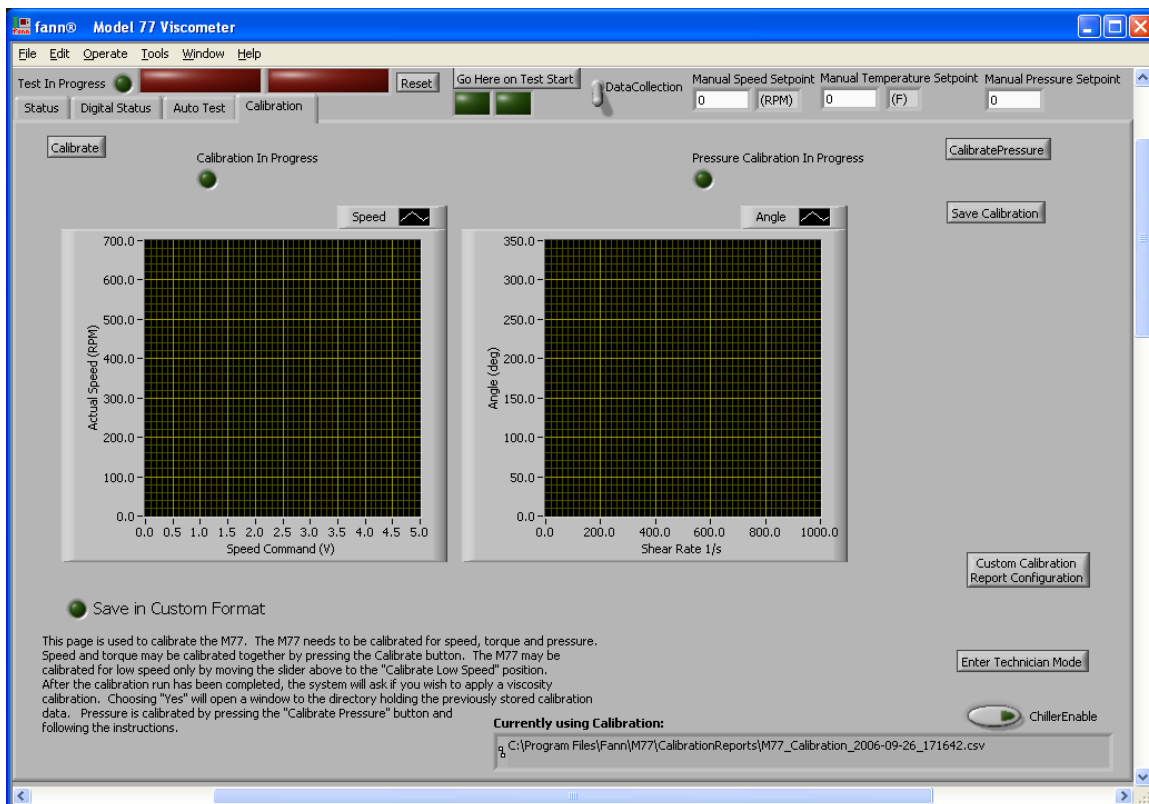 fann® Model 77 Viscometer
File Edit Operate Tools Window Help
Test In Progress
Reset
Go Here on Test Start
DataCollection
Manual Speed Setpoint
0
(RPM)
Manual Temperature Setpoint
0
(F)
Manual Pressure Setpoint
0
Status
Digital Status
Auto Test
Calibration
Calibrate
Calibration In Progress
Pressure Calibration In Progress
CalibratePressure
Save Calibration
Speed
700.0
600.0
500.0
400.0
300.0
200.0
100.0
0.0
Actual Speed (RPM)
0.0 0.5 1.0 1.5 2.0 2.5 3.0 3.5 4.0 4.5 5.0
Speed Command (V)
Angle
350.0
300.0
250.0
200.0
150.0
100.0
50.0
0.0
Angle (deg)
0.0 200.0 400.0 600.0 800.0 1000.0
Shear Rate 1/s
Custom Calibration
Report Configuration
Save in Custom Format
This page is used to calibrate the M77. The M77 needs to be calibrated for speed, torque and pressure.
Speed and torque may be calibrated together by pressing the Calibrate button. The M77 may be
calibrated for low speed only by moving the slider above to the "Calibrate Low Speed" position.
After the calibration run has been completed, the system will ask if you wish to apply a viscosity
calibration. Choosing "Yes" will open a window to the directory holding the previously stored calibration
data. Pressure is calibrated by pressing the "Calibrate Pressure" button and
following the instructions.
Enter Technician Mode
ChillerEnable
Currently using Calibration:
C:\Program Files\Fann\M77\CalibrationReports\M77_Calibration_2006-09-26_171642.csv